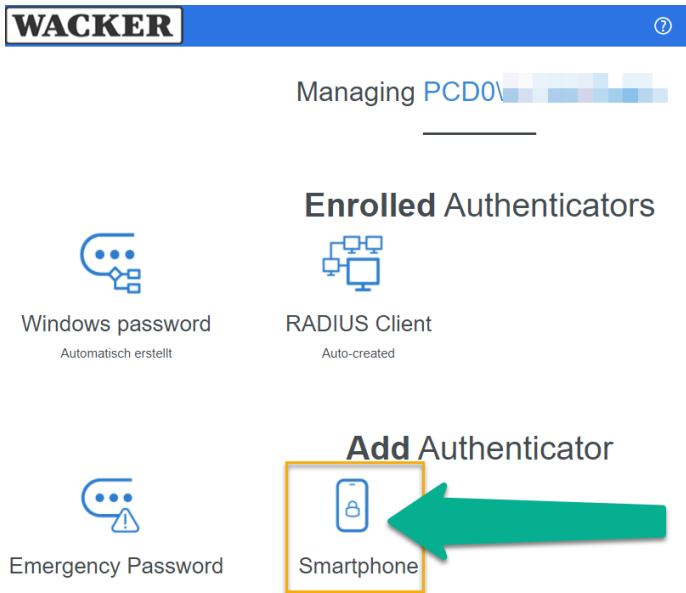 WACKER
Managing PCD0\
Enrolled Authenticators
Windows password
Automatisch erstellt
RADIUS Client
Auto-created
Add Authenticator
Emergency Password
Smartphone